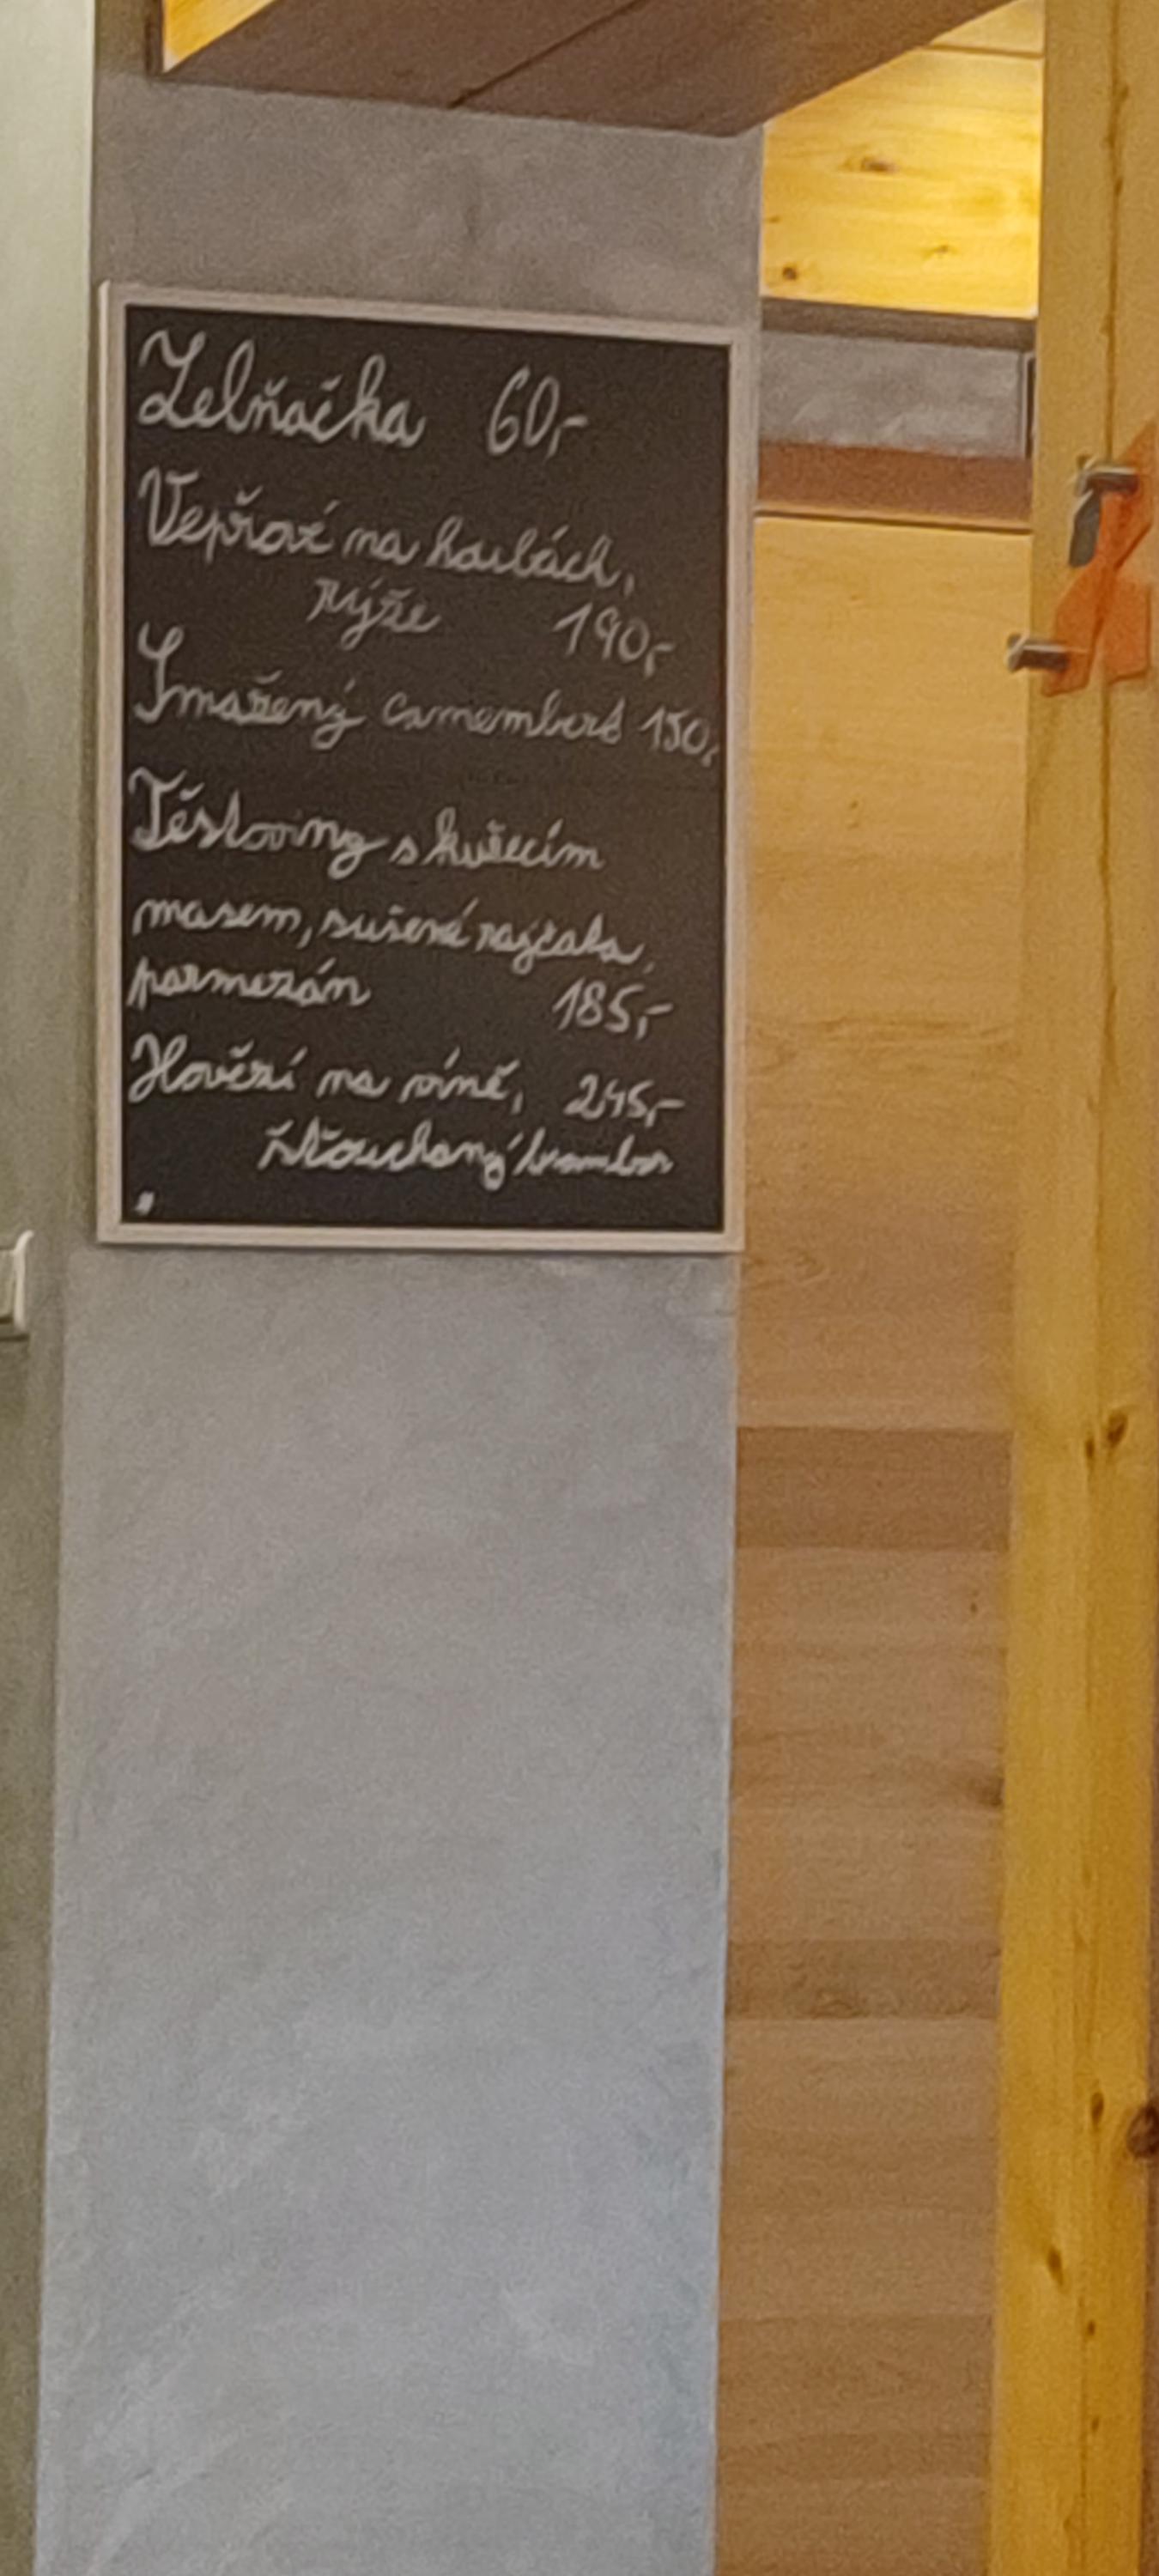 Zelňačka 60,-
Vepřové na houbách,
rýže 190,-
Smažený camembert 150,-
Těstoviny s kuřecím
masem, sušená rajčata,
parmezán 185,-
Hovězí na víně, 245,-
šťouchaný brambor